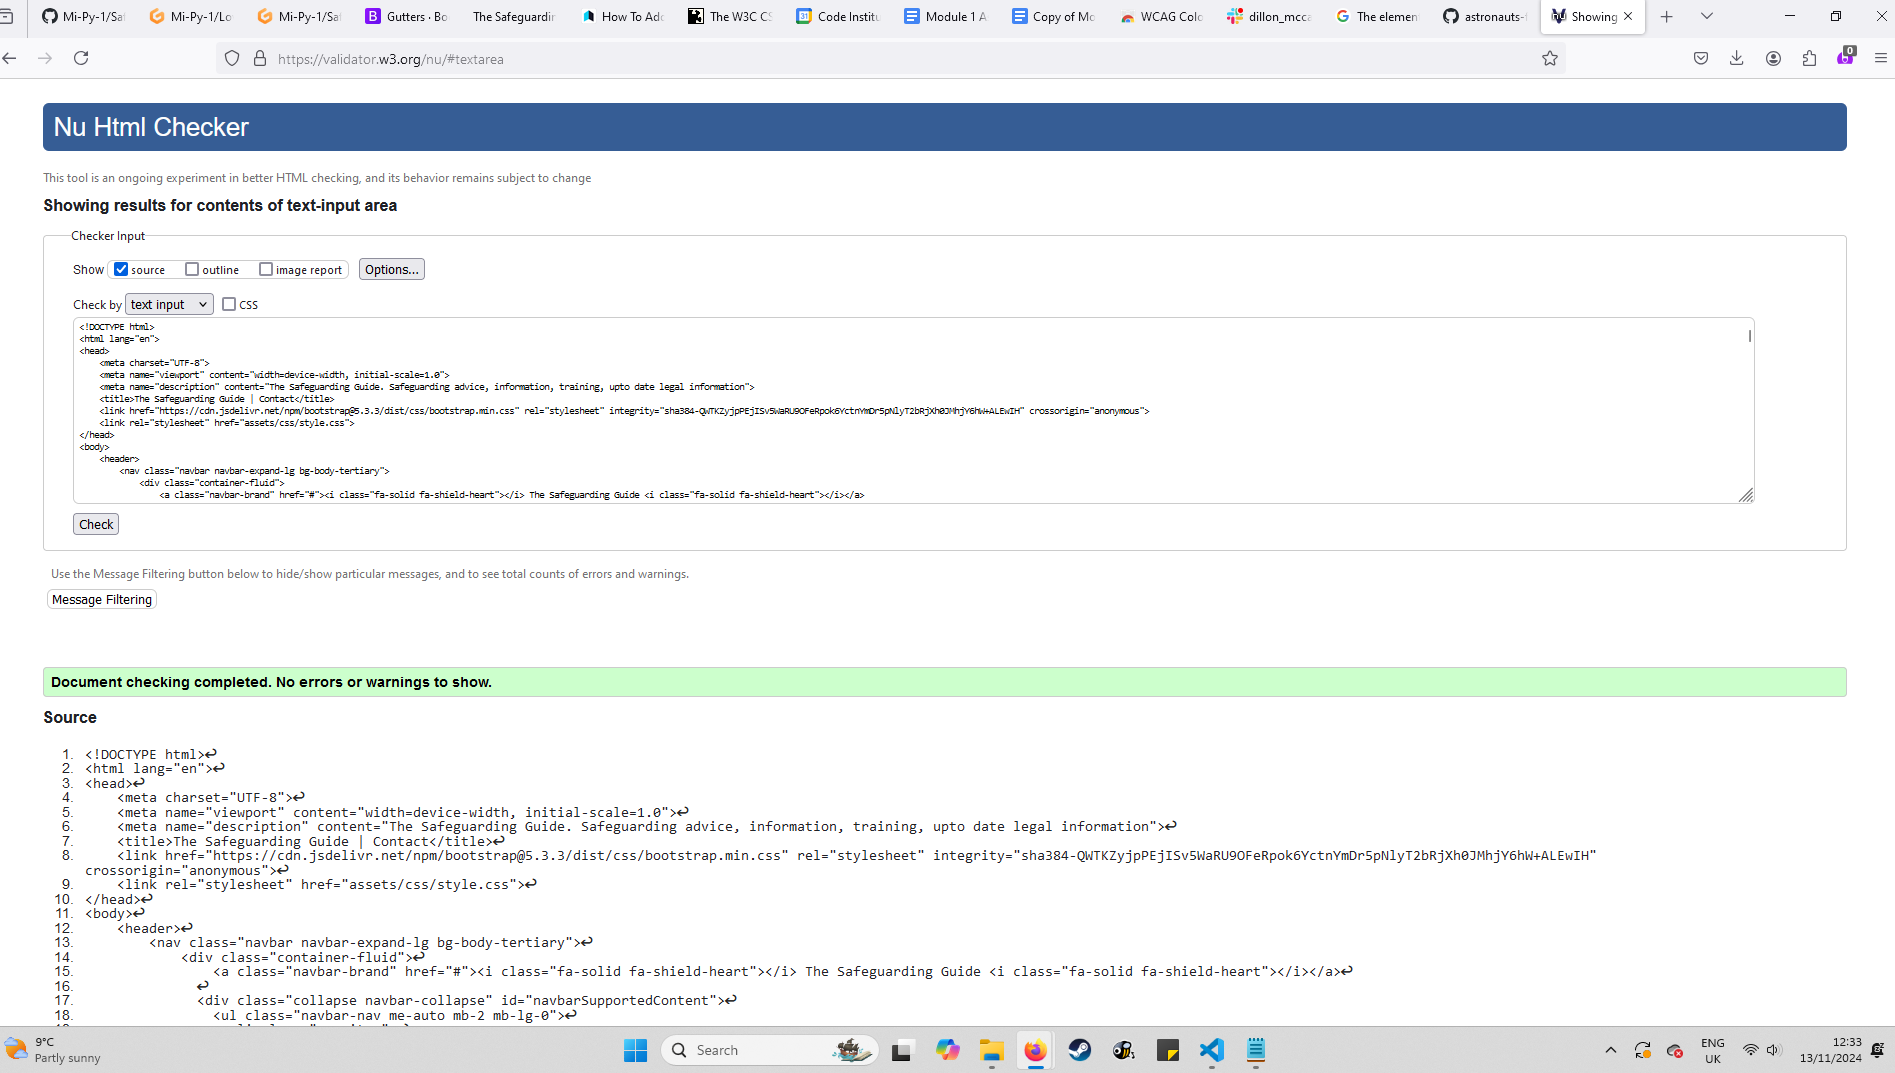 Mi-Py-1/Sa
Mi-Py-1/Lo
Mi-Py-1/Sa
Gutters · Bo
The Safeguardir
How To Add
The W3C CS
Code Institu
Module 1 A
Copy of Mo
WCAG Colo
dillon_mcca
The elemen
astronauts-f
Showing
https://validator.w3.org/nu/#textarea
0
Nu Html Checker
This tool is an ongoing experiment in better HTML checking, and its behavior remains subject to change
Showing results for contents of text-input area
Checker Input
Show source outline image report Options...
Check by text input CSS
<!DOCTYPE html>
<html lang="en">
<head>
<meta charset="UTF-8">
<meta name="viewport" content="width=device-width, initial-scale=1.0">
<meta name="description" content="The Safeguarding Guide. Safeguarding advice, information, training, upto date legal information">
<title>The Safeguarding Guide | Contact</title>
<link href="https://cdn.jsdelivr.net/npm/bootstrap@5.3.3/dist/css/bootstrap.min.css" rel="stylesheet" integrity="sha384-QWTKZyjpPEjISv5WaRU9OFeRpok6YctnYmDr5pNlyT2bRjXh0JMhjY6hW+ALEwIH" crossorigin="anonymous">
<link rel="stylesheet" href="assets/css/style.css">
</head>
<body>
<header>
<nav class="navbar navbar-expand-lg bg-body-tertiary">
<div class="container-fluid">
<a class="navbar-brand" href="#"><i class="fa-solid fa-shield-heart"></i> The Safeguarding Guide <i class="fa-solid fa-shield-heart"></i></a>
Check
Use the Message Filtering button below to hide/show particular messages, and to see total counts of errors and warnings.
Message Filtering
Document checking completed. No errors or warnings to show.
Source
1. <!DOCTYPE html>↩
2. <html lang="en">↩
3. <head>↩
4. <meta charset="UTF-8">↩
5. <meta name="viewport" content="width=device-width, initial-scale=1.0">↩
6. <meta name="description" content="The Safeguarding Guide. Safeguarding advice, information, training, upto date legal information">↩
7. <title>The Safeguarding Guide | Contact</title>↩
8. <link href="https://cdn.jsdelivr.net/npm/bootstrap@5.3.3/dist/css/bootstrap.min.css" rel="stylesheet" integrity="sha384-QWTKZyjpPEjISv5WaRU9OFeRpok6YctnYmDr5pNlyT2bRjXh0JMhjY6hW+ALEwIH"
crossorigin="anonymous">↩
9. <link rel="stylesheet" href="assets/css/style.css">↩
10. </head>↩
11. <body>↩
12. <header>↩
13. <nav class="navbar navbar-expand-lg bg-body-tertiary">↩
14. <div class="container-fluid">↩
15. <a class="navbar-brand" href="#"><i class="fa-solid fa-shield-heart"></i> The Safeguarding Guide <i class="fa-solid fa-shield-heart"></i></a>↩
16. ↩
17. <div class="collapse navbar-collapse" id="navbarSupportedContent">↩
18. <ul class="navbar-nav me-auto mb-2 mb-lg-0">↩
9°C
Partly sunny
Search
ENG
UK
12:33
13/11/2024